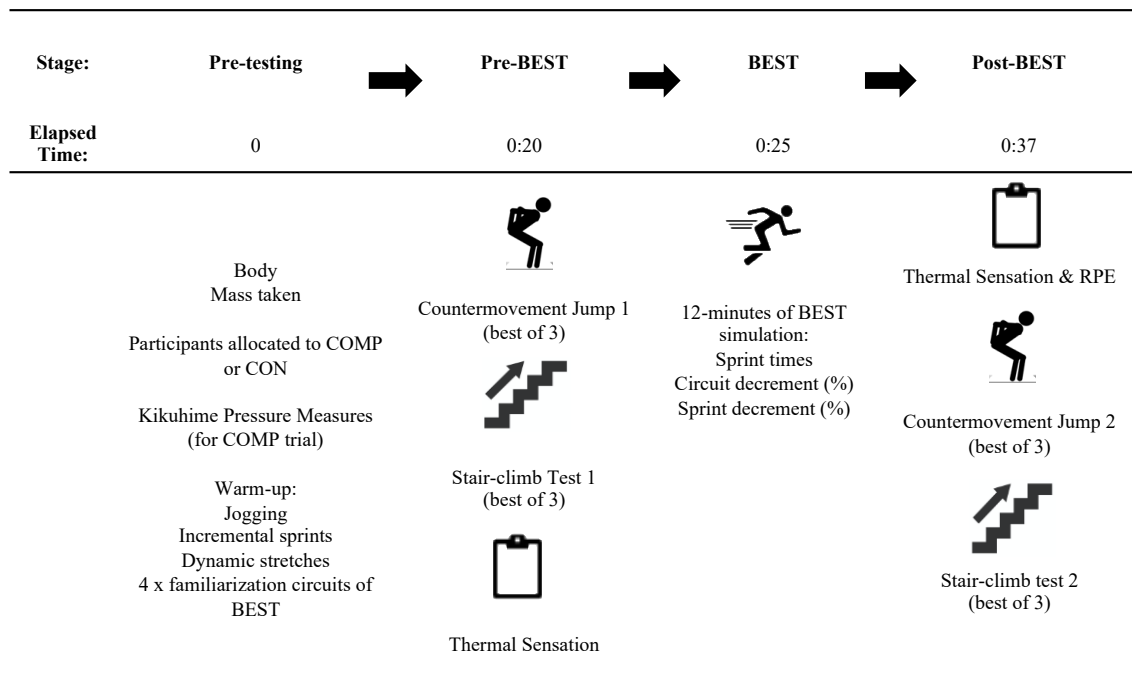 Stage: Pre-testing Pre-BEST BEST Post-BEST
Elapsed
Time: 0 0:20 0:25 0:37
Body
Mass taken
Participants allocated to COMP
or CON
Kikuhime Pressure Measures
(for COMP trial)
Warm-up:
Jogging
Incremental sprints
Dynamic stretches
4 x familiarization circuits of
BEST
Countermovement Jump 1
(best of 3)
Stair-climb Test 1
(best of 3)
Thermal Sensation
12-minutes of BEST
simulation:
Sprint times
Circuit decrement (%)
Sprint decrement (%)
Thermal Sensation & RPE
Countermovement Jump 2
(best of 3)
Stair-climb test 2
(best of 3)